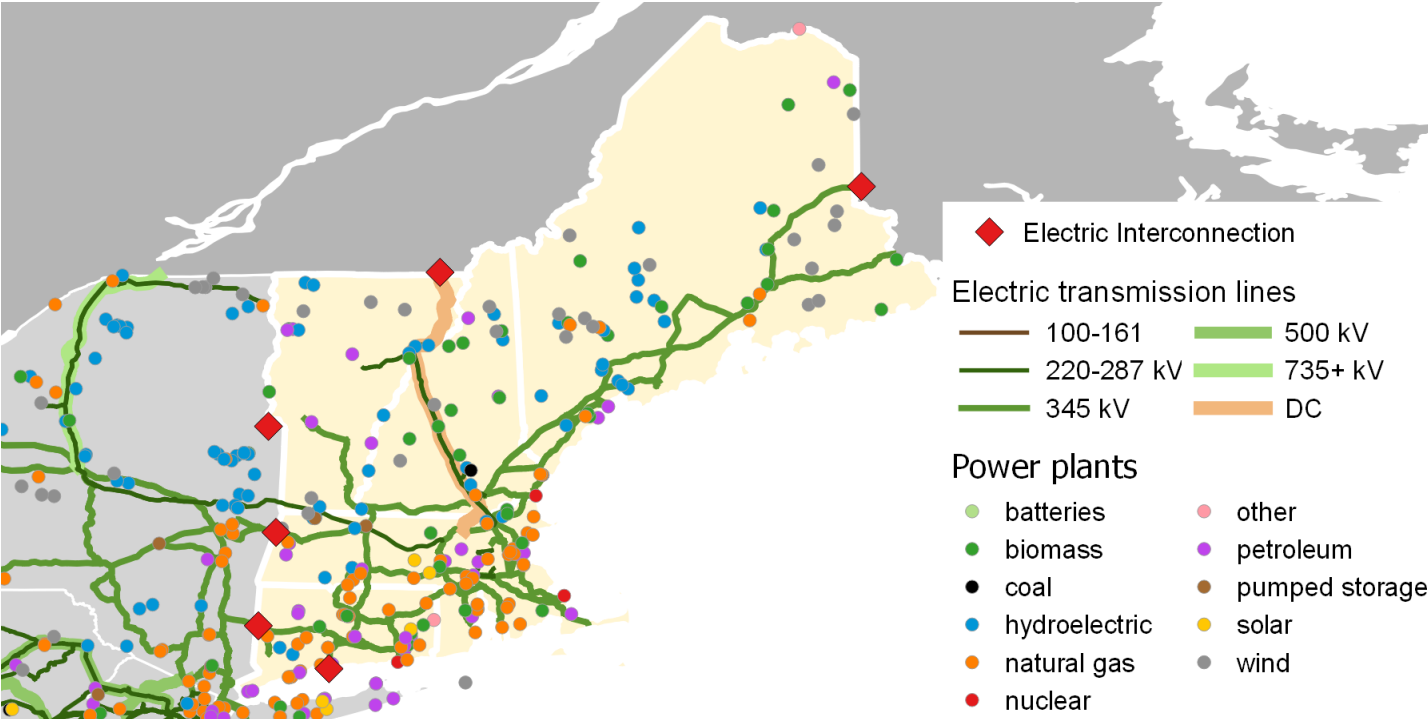 Electric Interconnection
Electric transmission lines
100-161 500 kV
220-287 kV 735+ kV
345 kV DC
Power plants
batteries other
biomass petroleum
coal pumped storage
hydroelectric solar
natural gas wind
nuclear